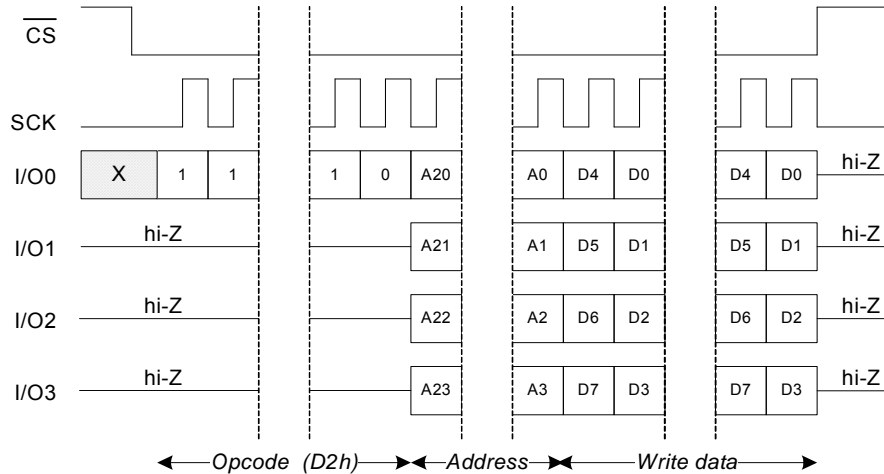 CS
SCK
I/O0 X 1 1 1 0 A20 A0 D4 D0 D4 D0 hi-Z
I/O1 hi-Z A21 A1 D5 D1 D5 D1 hi-Z
I/O2 hi-Z A22 A2 D6 D2 D6 D2 hi-Z
I/O3 hi-Z A23 A3 D7 D3 D7 D3 hi-Z
Opcode (D2h) Address Write data